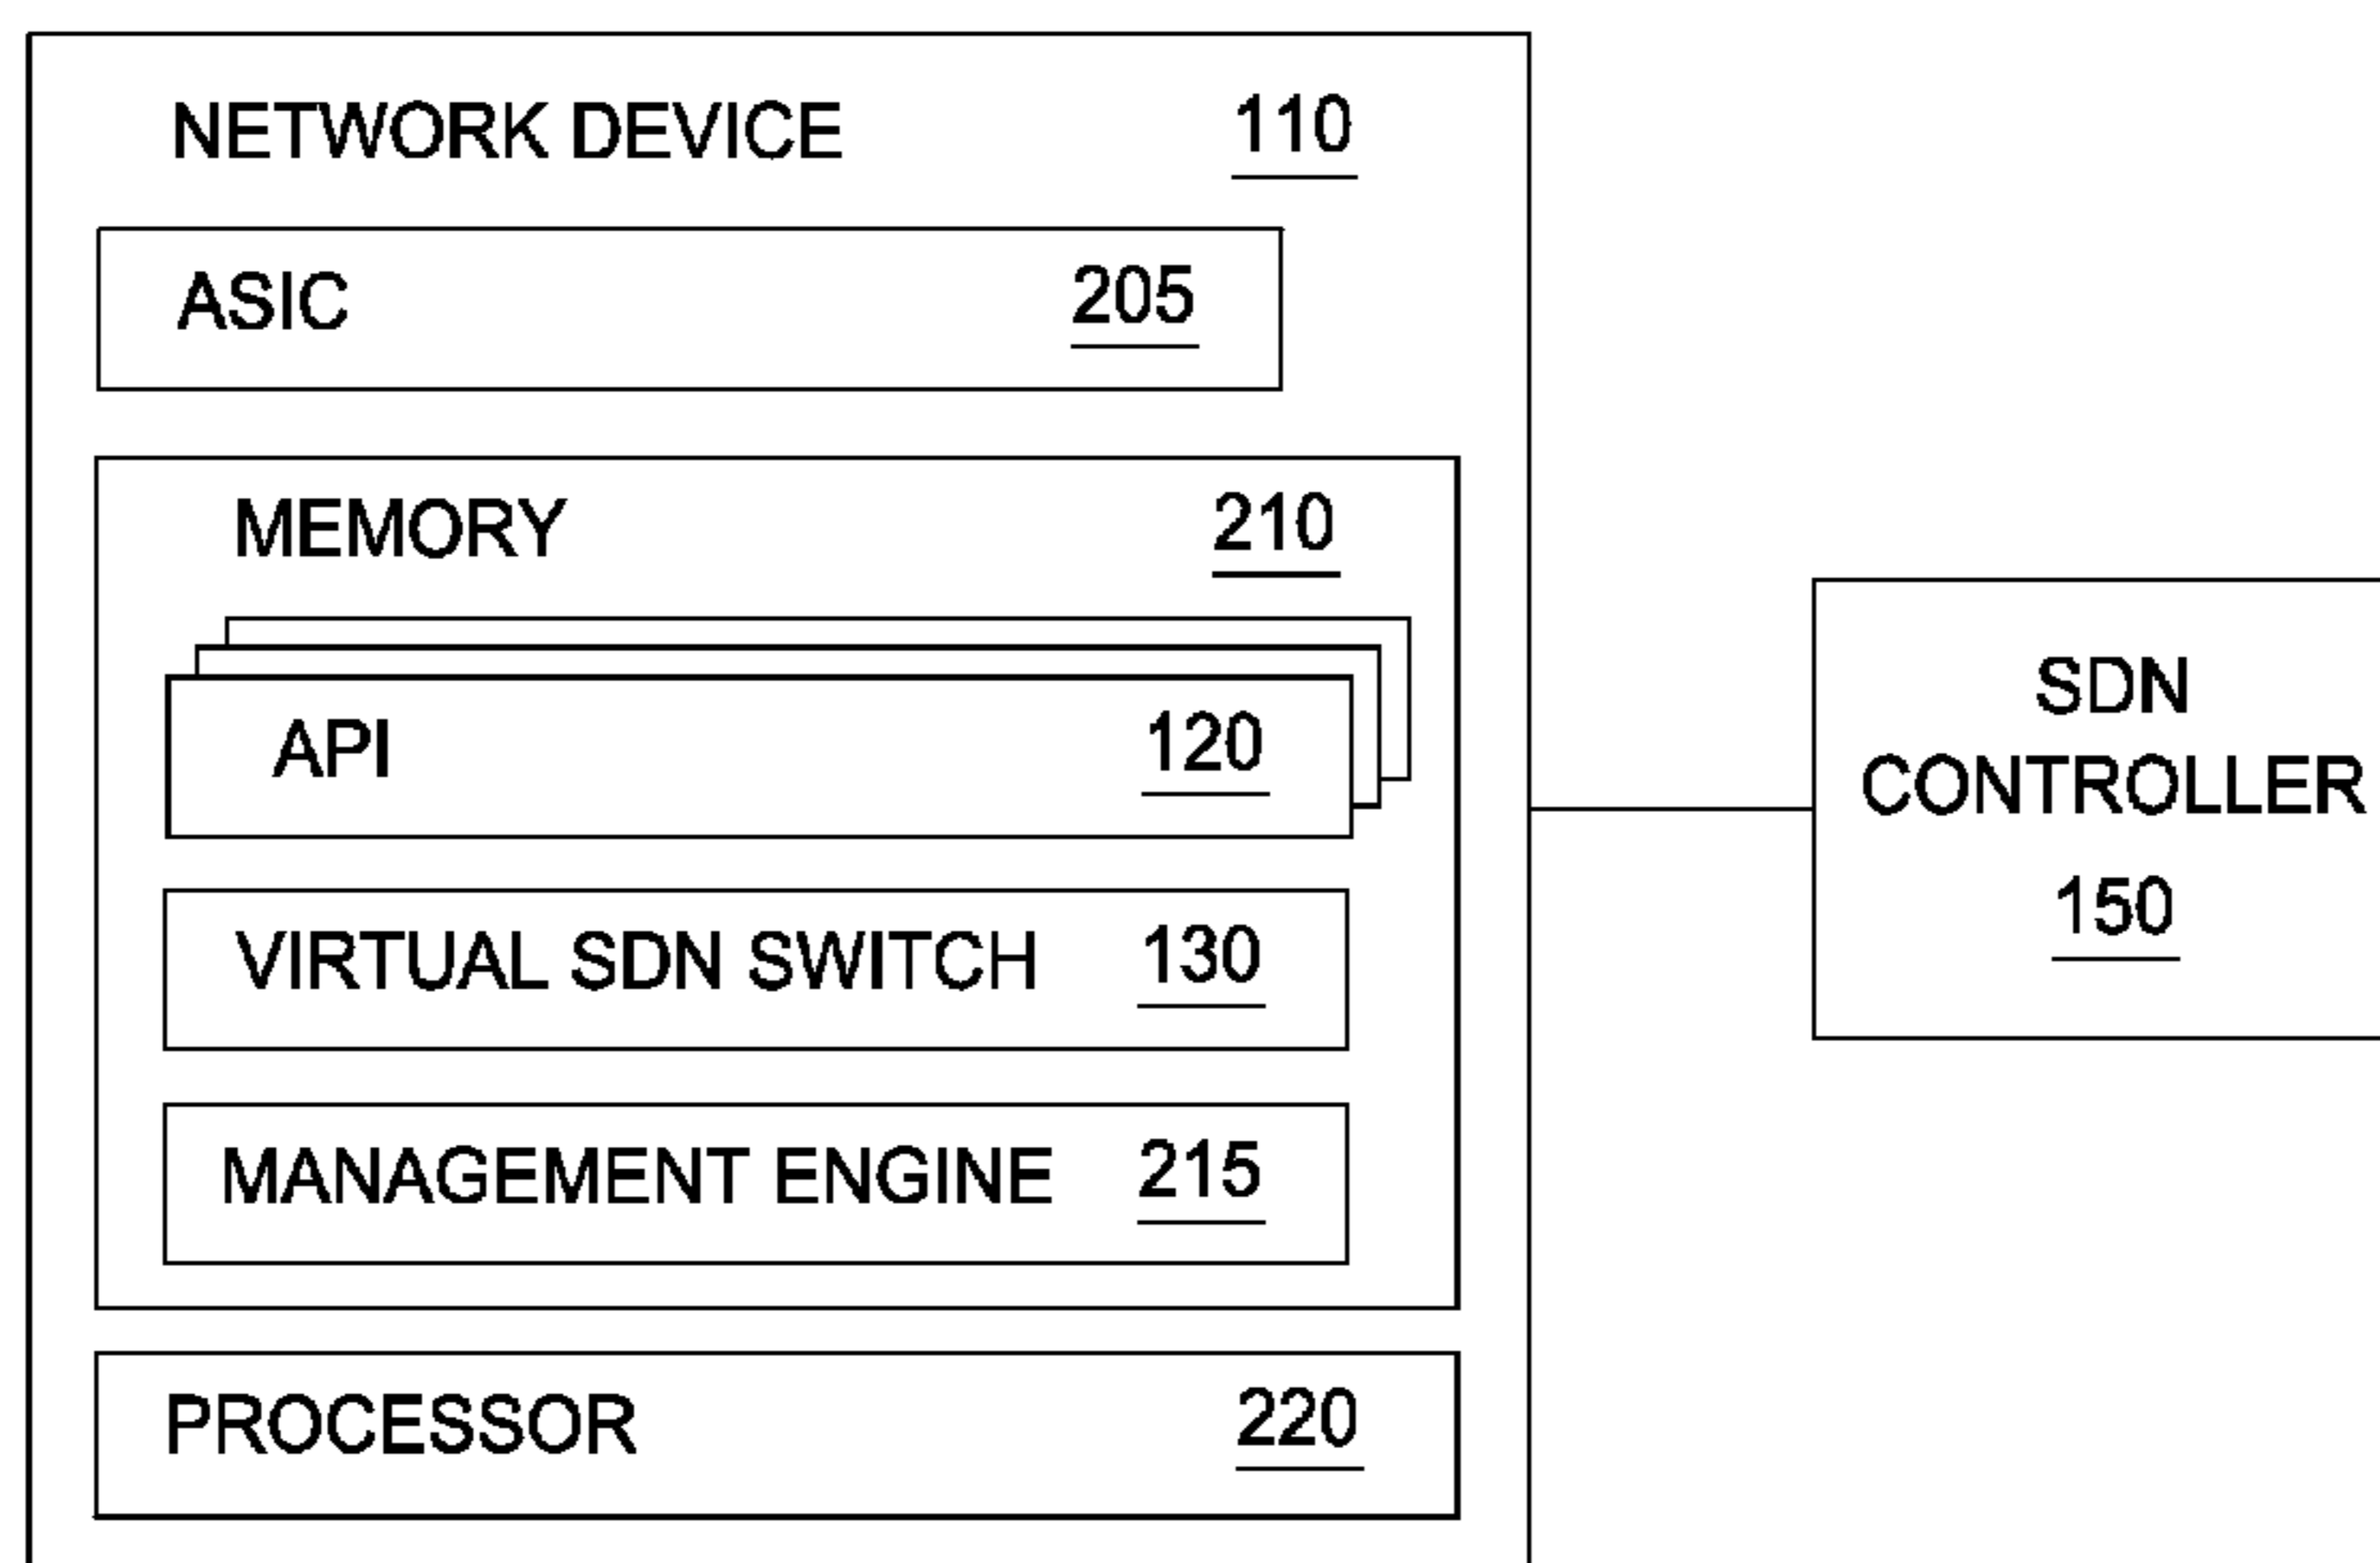 NETWORK DEVICE 110
ASIC 205
MEMORY 210
API 120
VIRTUAL SDN SWITCH 130
MANAGEMENT ENGINE 215
PROCESSOR 220
SDN
CONTROLLER
150